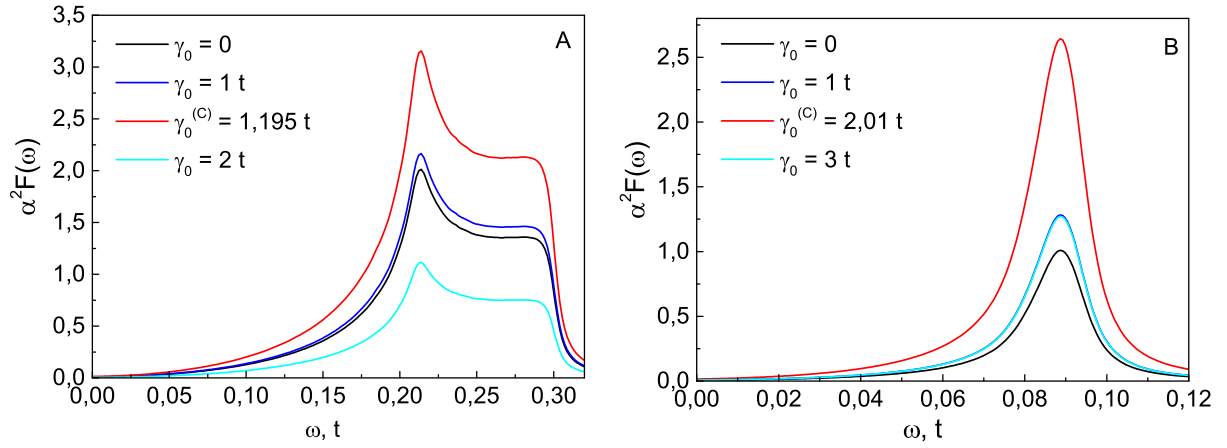 A
γ₀ = 0
γ₀ = 1 t
γ₀⁽ᶜ⁾ = 1,195 t
γ₀ = 2 t
α²F(ω)
3,5
3,0
2,5
2,0
1,5
1,0
0,5
0,0
0,00 0,05 0,10 0,15 0,20 0,25 0,30
ω, t
B
γ₀ = 0
γ₀ = 1 t
γ₀⁽ᶜ⁾ = 2,01 t
γ₀ = 3 t
α²F(ω)
2,5
2,0
1,5
1,0
0,5
0,0
0,00 0,02 0,04 0,06 0,08 0,10 0,12
ω, t